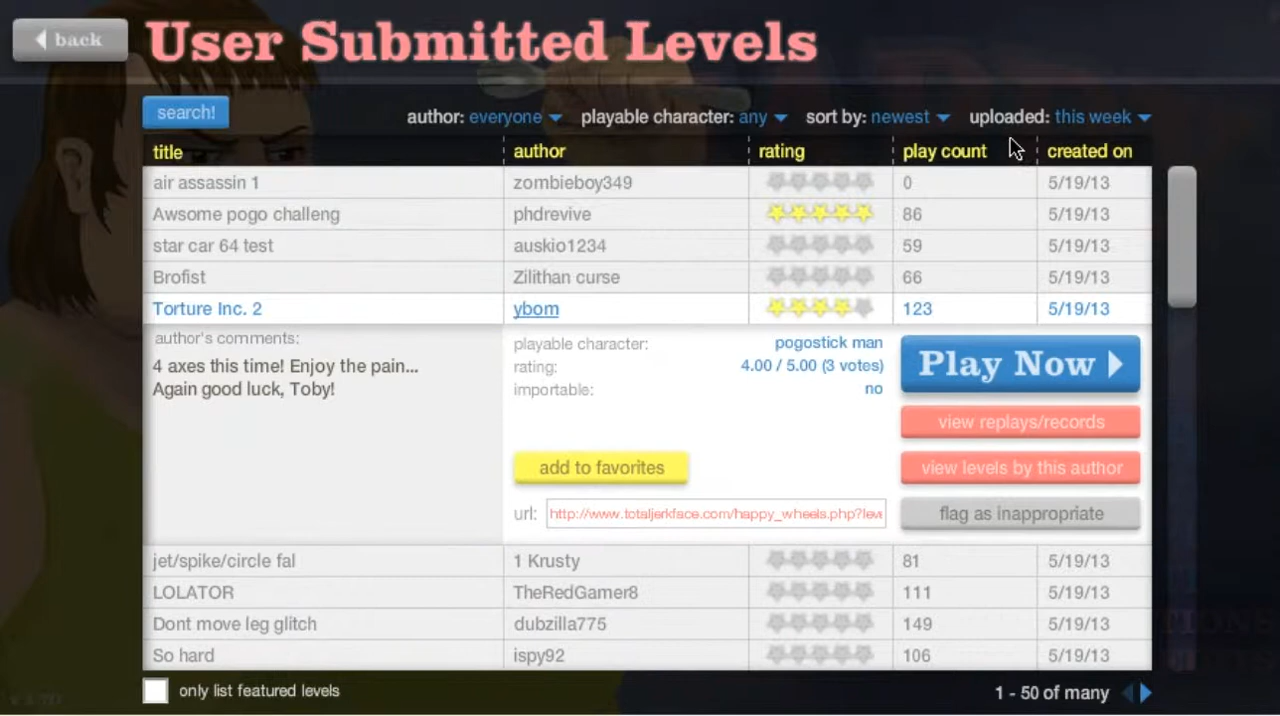 back
User Submitted Levels
search!
author: everyone playable character: any sort by: newest uploaded: this week
title author rating play count created on
air assassin 1 zombieboy349 0 5/19/13
Awsome pogo challeng phdrevive 86 5/19/13
star car 64 test auskio1234 59 5/19/13
Brofist Zilithan curse 66 5/19/13
Torture Inc. 2 ybom 123 5/19/13
author's comments:
4 axes this time! Enjoy the pain...
Again good luck, Toby!
playable character: pogostick man
rating: 4.00 / 5.00 (3 votes)
importable: no
add to favorites
url: http://www.totaljerkface.com/happy_wheels.php?lev
Play Now
view replays/records
view levels by this author
flag as inappropriate
jet/spike/circle fal 1 Krusty 81 5/19/13
LOLATOR TheRedGamer8 111 5/19/13
Dont move leg glitch dubzilla775 149 5/19/13
So hard ispy92 106 5/19/13
only list featured levels
1 - 50 of many